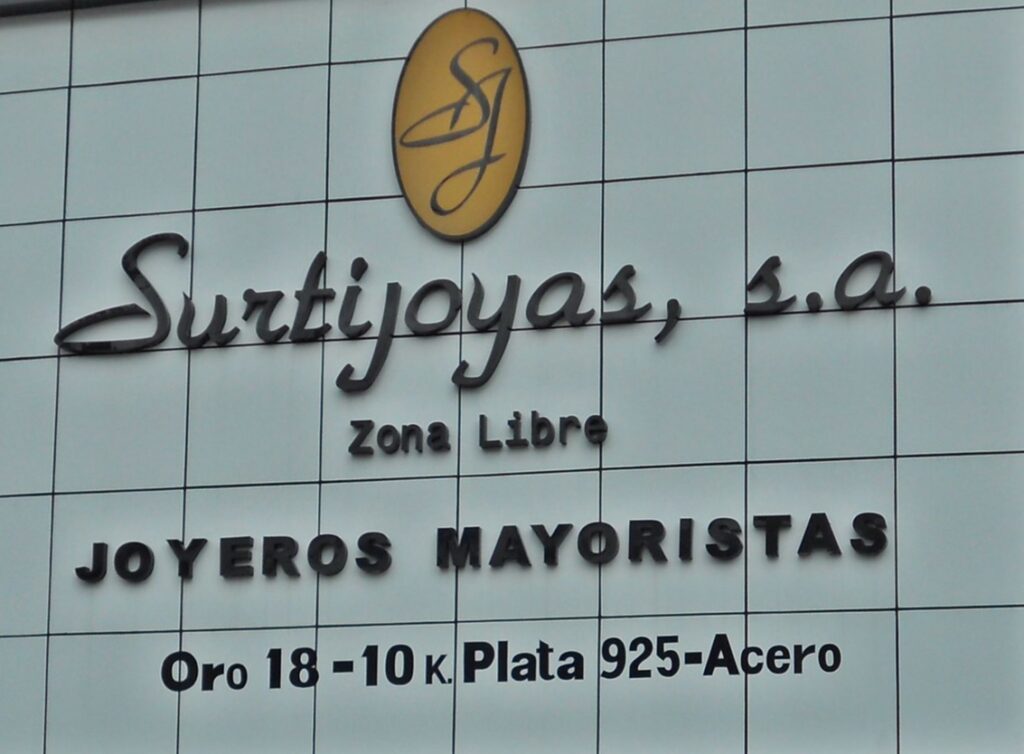 SJ
Surtijoyas, s.a.
Zona Libre
JOYEROS MAYORISTAS
Oro 18-10 K. Plata 925-Acero